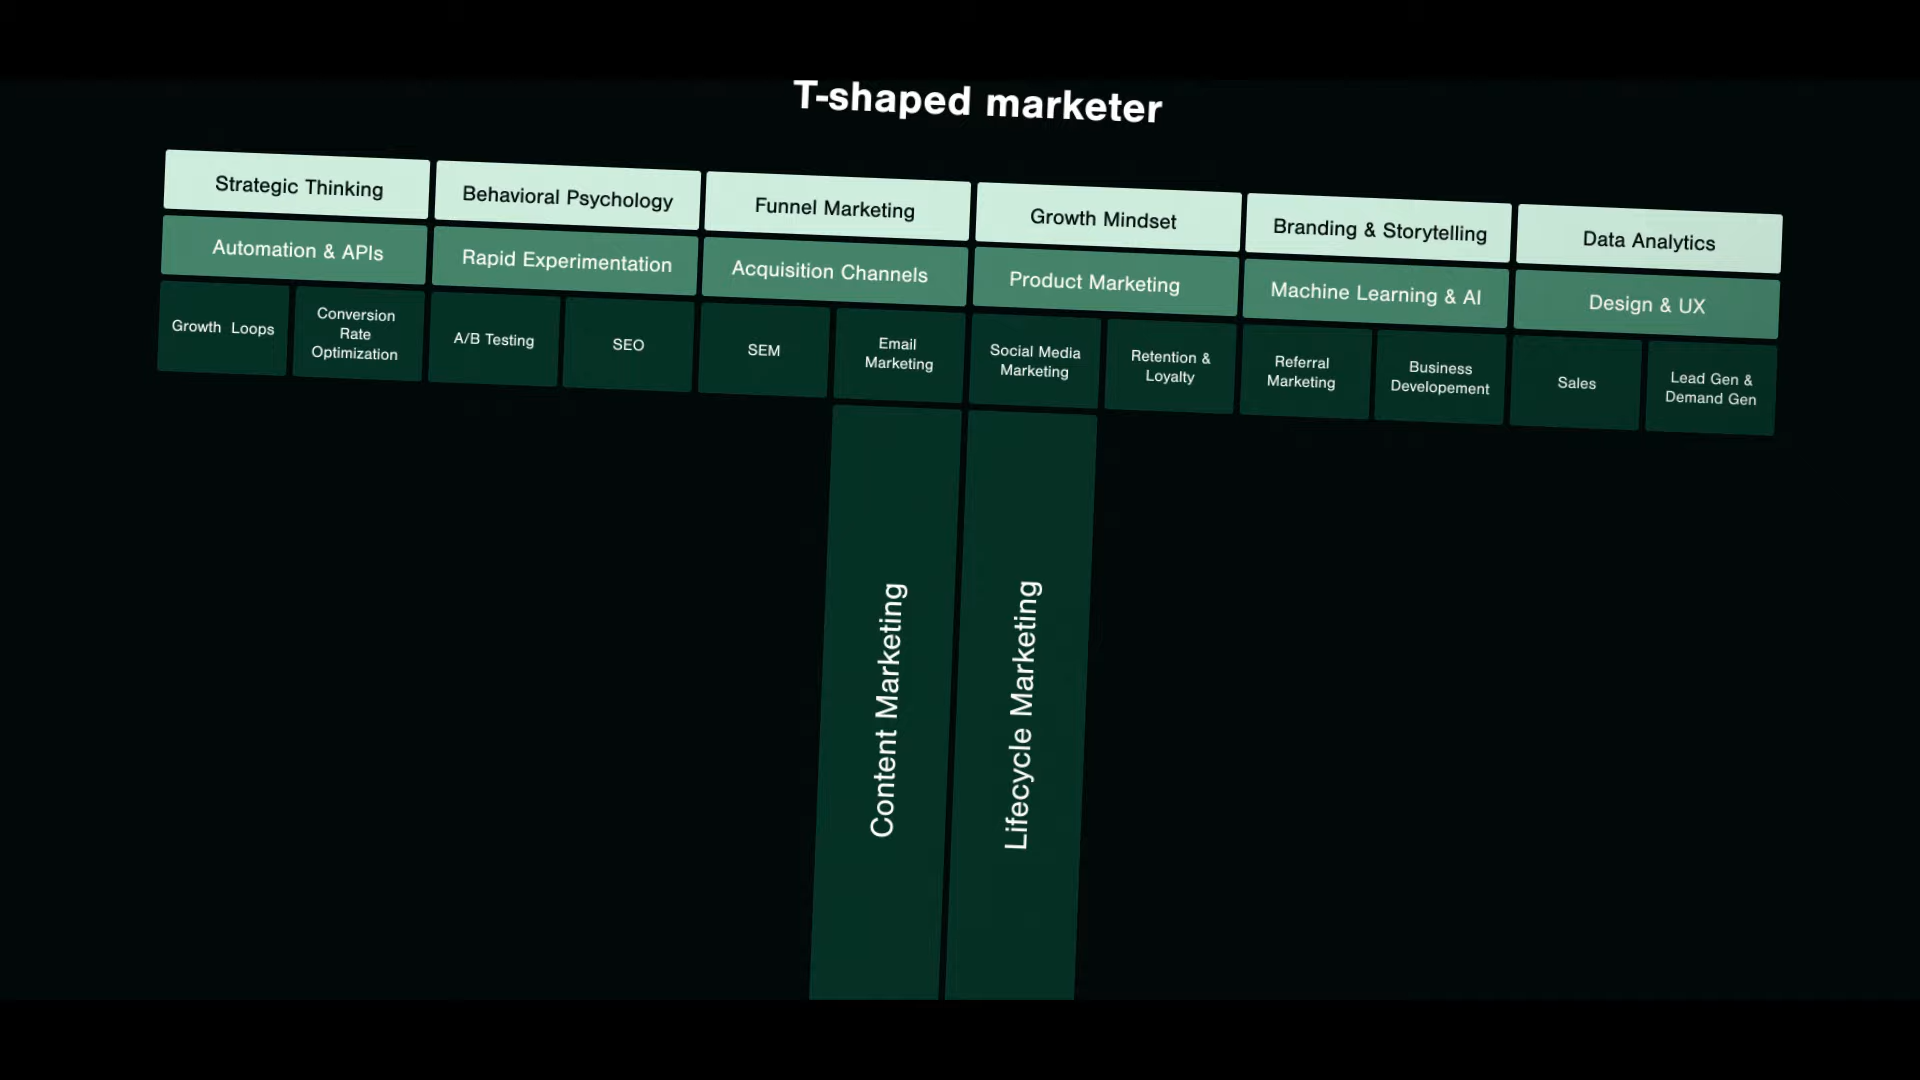 T-shaped marketer
Strategic Thinking
Behavioral Psychology
Funnel Marketing
Growth Mindset
Branding & Storytelling
Data Analytics
Automation & APIs
Rapid Experimentation
Acquisition Channels
Product Marketing
Machine Learning & AI
Design & UX
Growth Loops
Conversion
Rate
Optimization
A/B Testing
SEO
SEM
Email
Marketing
Social Media
Marketing
Retention &
Loyalty
Referral
Marketing
Business
Developement
Sales
Lead Gen &
Demand Gen
Content Marketing
Lifecycle Marketing